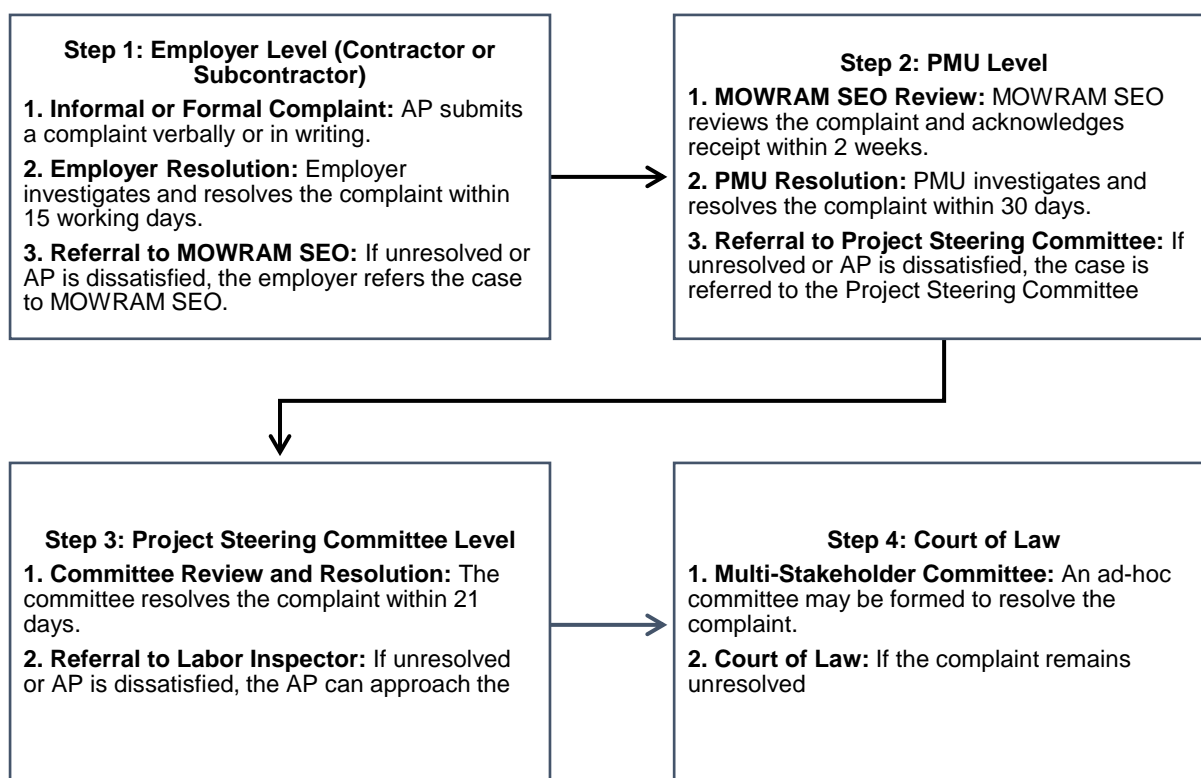 Step 1: Employer Level (Contractor or
Subcontractor)
1. Informal or Formal Complaint: AP submits
a complaint verbally or in writing.
2. Employer Resolution: Employer
investigates and resolves the complaint within
15 working days.
3. Referral to MOWRAM SEO: If unresolved or
AP is dissatisfied, the employer refers the case
to MOWRAM SEO.
Step 2: PMU Level
1. MOWRAM SEO Review: MOWRAM SEO
reviews the complaint and acknowledges
receipt within 2 weeks.
2. PMU Resolution: PMU investigates and
resolves the complaint within 30 days.
3. Referral to Project Steering Committee: If
unresolved or AP is dissatisfied, the case is
referred to the Project Steering Committee
Step 3: Project Steering Committee Level
1. Committee Review and Resolution: The
committee resolves the complaint within 21
days.
2. Referral to Labor Inspector: If unresolved
or AP is dissatisfied, the AP can approach the
Step 4: Court of Law
1. Multi-Stakeholder Committee: An ad-hoc
committee may be formed to resolve the
complaint.
2. Court of Law: If the complaint remains
unresolved